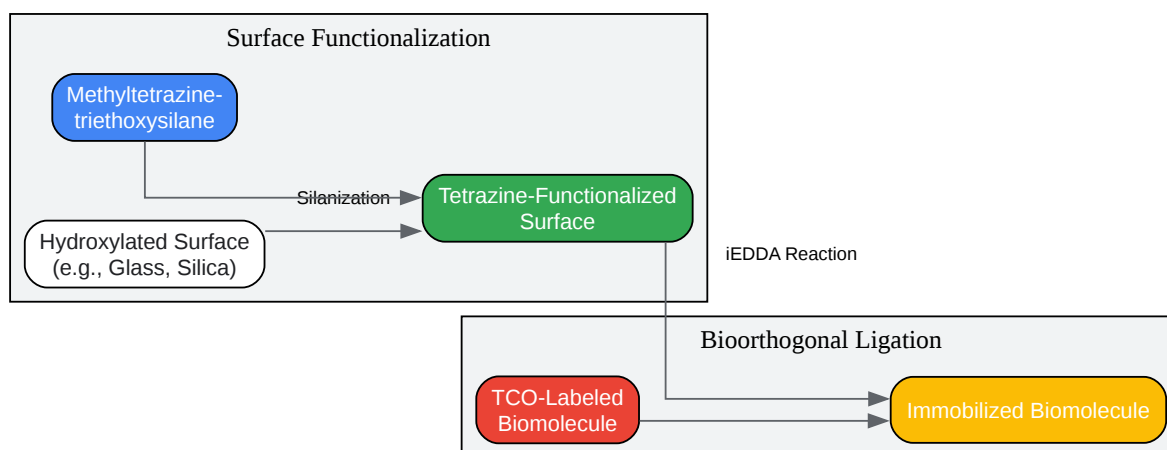 Surface Functionalization
Methyltetrazine-
triethoxysilane
Silanization
Tetrazine-Functionalized
Surface
Hydroxylated Surface
(e.g., Glass, Silica)
iEDDA Reaction
Bioorthogonal Ligation
TCO-Labeled
Biomolecule
Immobilized Biomolecule